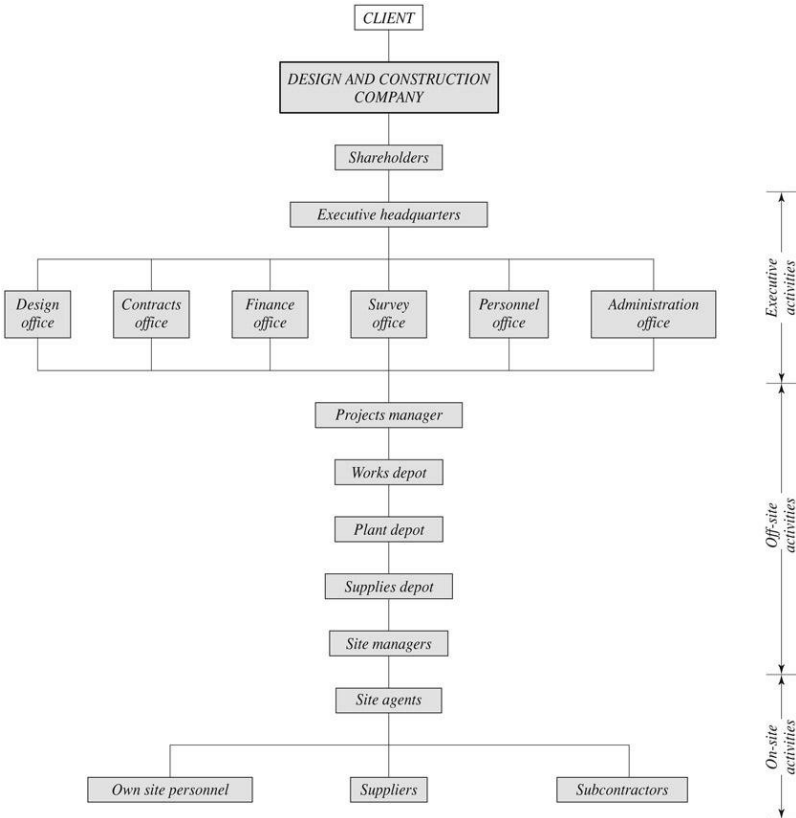 CLIENT
DESIGN AND CONSTRUCTION
COMPANY
Shareholders
Executive headquarters
Executive
activities
Design
office
Contracts
office
Finance
office
Survey
office
Personnel
office
Administration
office
Projects manager
Works depot
Plant depot
Off-site
activities
Supplies depot
Site managers
Site agents
On-site
activities
Own site personnel
Suppliers
Subcontractors